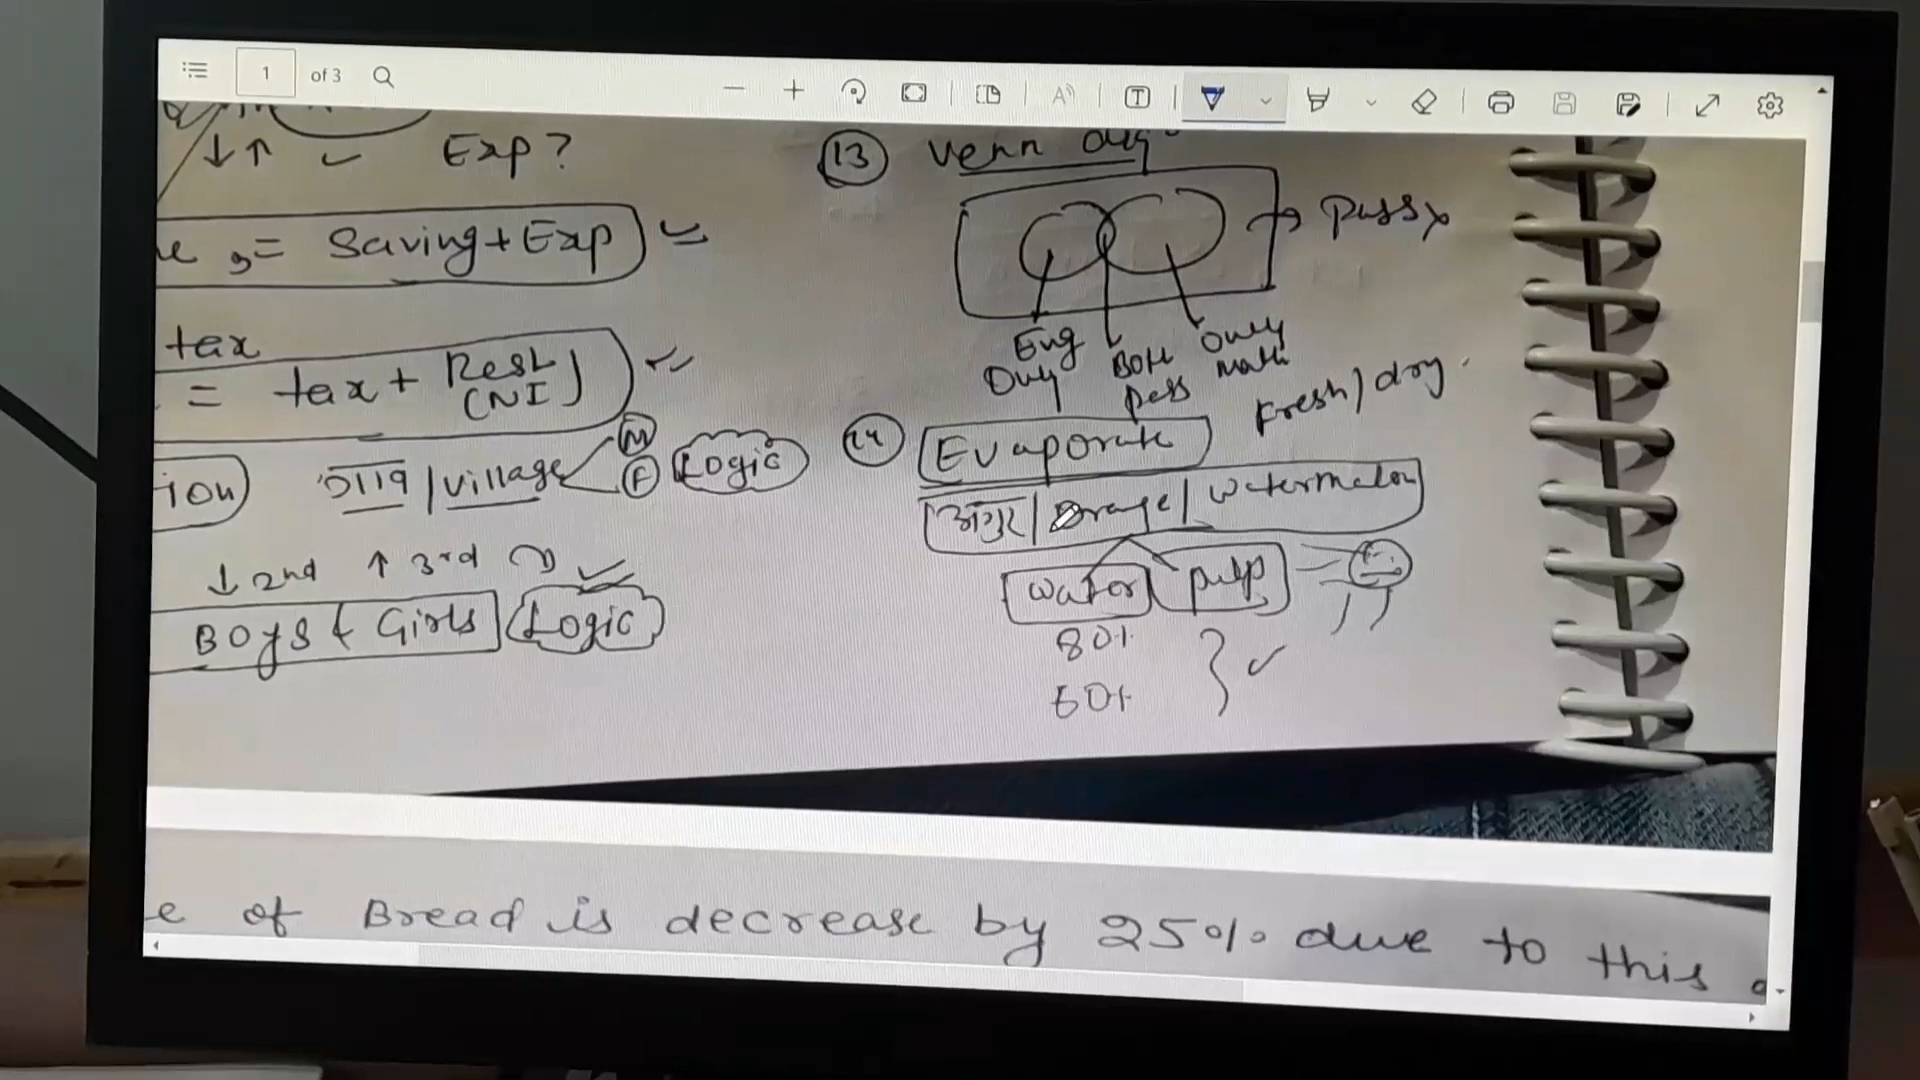 1 of 3
Exp?
= Saving + Exp
tax
= tax + Rest (NI)
ion गाँव / village M F Logic
↓ 2nd ↑ 3rd
Boys & Girls Logic
13 Venn
Pass x
Eng Only Both Pass Only Math
14 Evaporate Fresh / dry
अंगूर / Orange / Watermelon
Water Pulp
80%
60%
e of Bread is decrease by 25% due to this